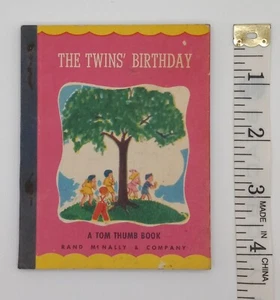 THE TWINS' BIRTHDAY
A TOM THUMB BOOK
RAND McNALLY & COMPANY
1
2
3
MADE IN
4
CHINA